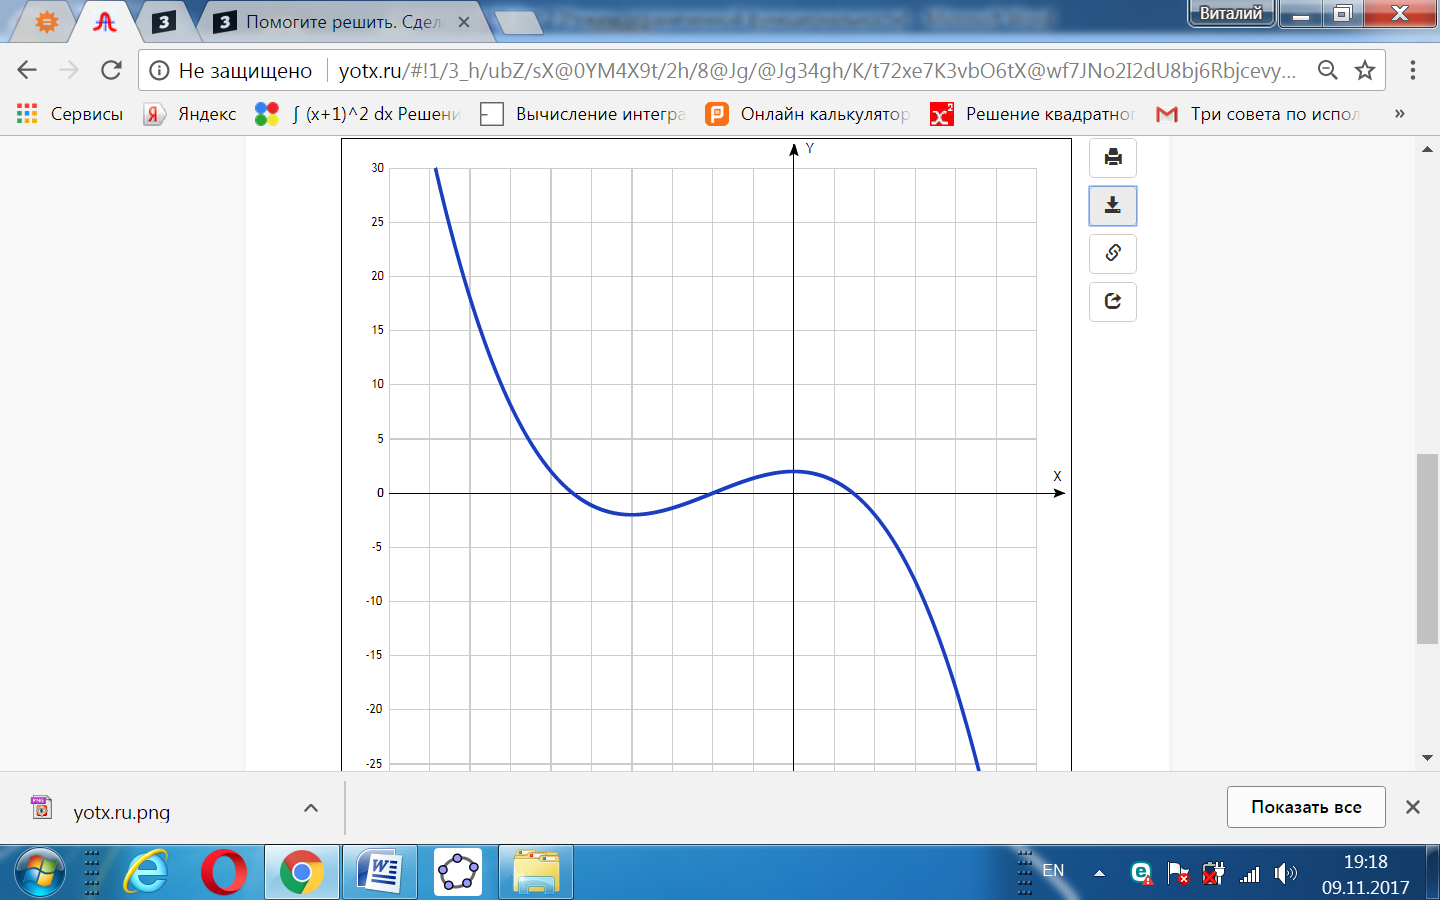 Виталий
3
3 Помогите решить. Сдел
Не защищено yotx.ru/#!1/3_h/ubZ/sX@0YM4X9t/2h/8@Jg/@Jg34gh/K/t72xe7K3vbO6tX@wf7JNo2I2dU8bj6Rbjcevy...
Сервисы Яндекс ∫ (x+1)^2 dx Решени Вычисление интегра Онлайн калькулятор Решение квадратног Три совета по испол »
Y
30
25
20
15
10
5
X
0
-5
-10
-15
-20
-25
yotx.ru.png
Показать все
EN
19:18
09.11.2017